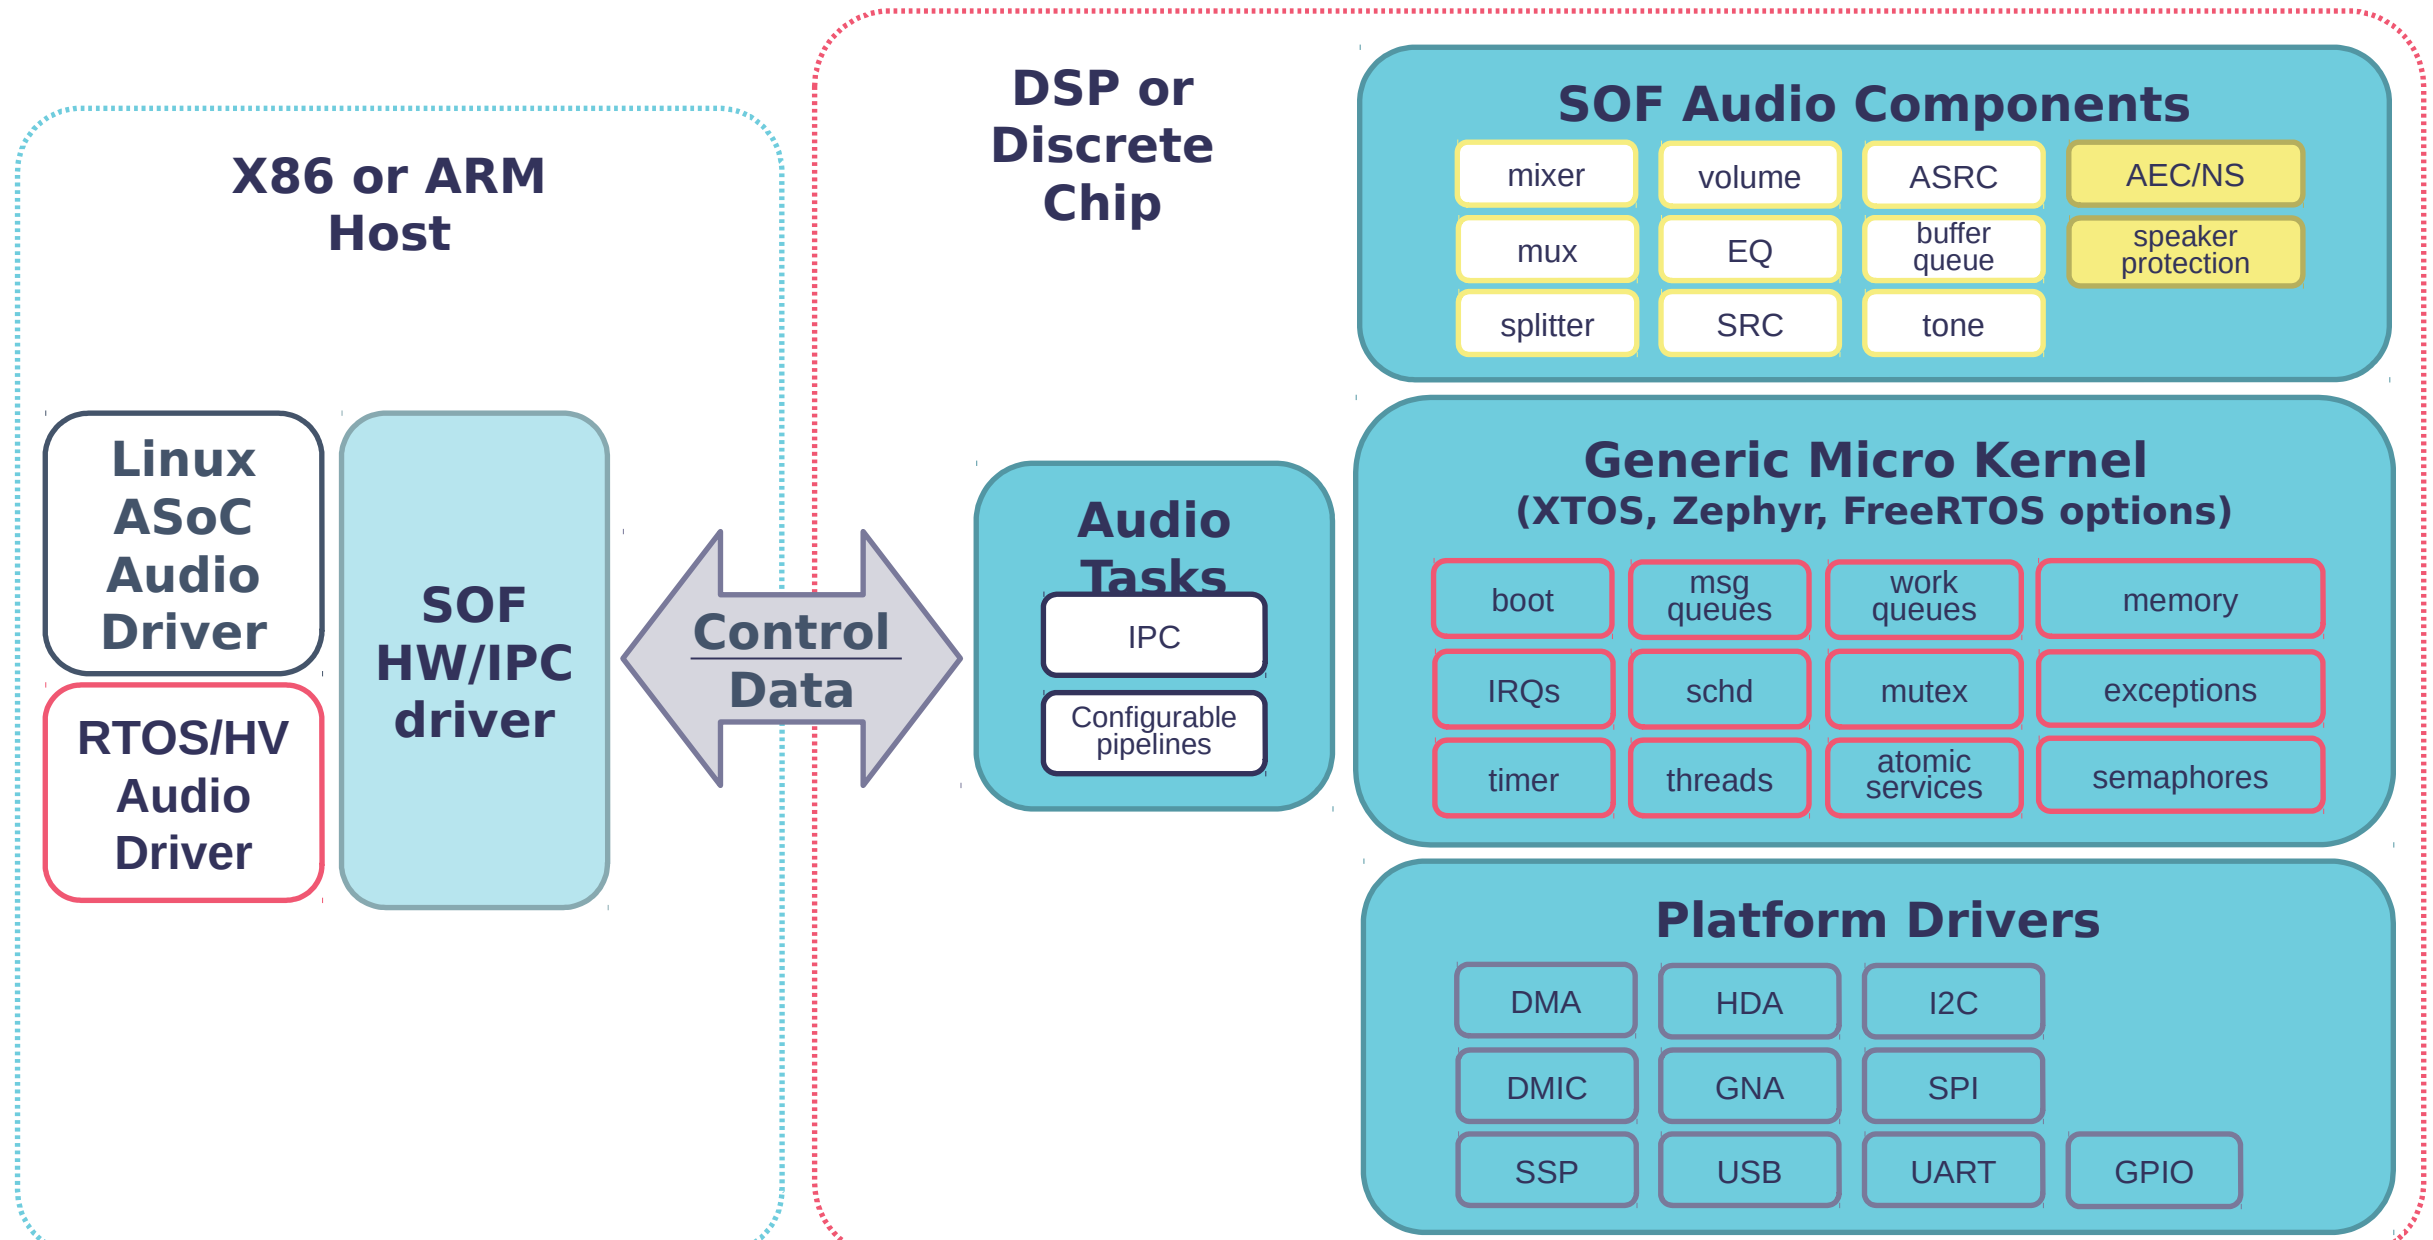 X86 or ARM
Host
Linux
ASoC
Audio
Driver
RTOS/HV
Audio
Driver
SOF
HW/IPC
driver
Control
Data
DSP or
Discrete
Chip
Audio
Tasks
IPC
Configurable
pipelines
SOF Audio Components
mixer
volume
ASRC
AEC/NS
mux
EQ
buffer
queue
speaker
protection
splitter
SRC
tone
Generic Micro Kernel
(XTOS, Zephyr, FreeRTOS options)
boot
msg
queues
work
queues
memory
IRQs
schd
mutex
exceptions
timer
threads
atomic
services
semaphores
Platform Drivers
DMA
HDA
I2C
DMIC
GNA
SPI
SSP
USB
UART
GPIO